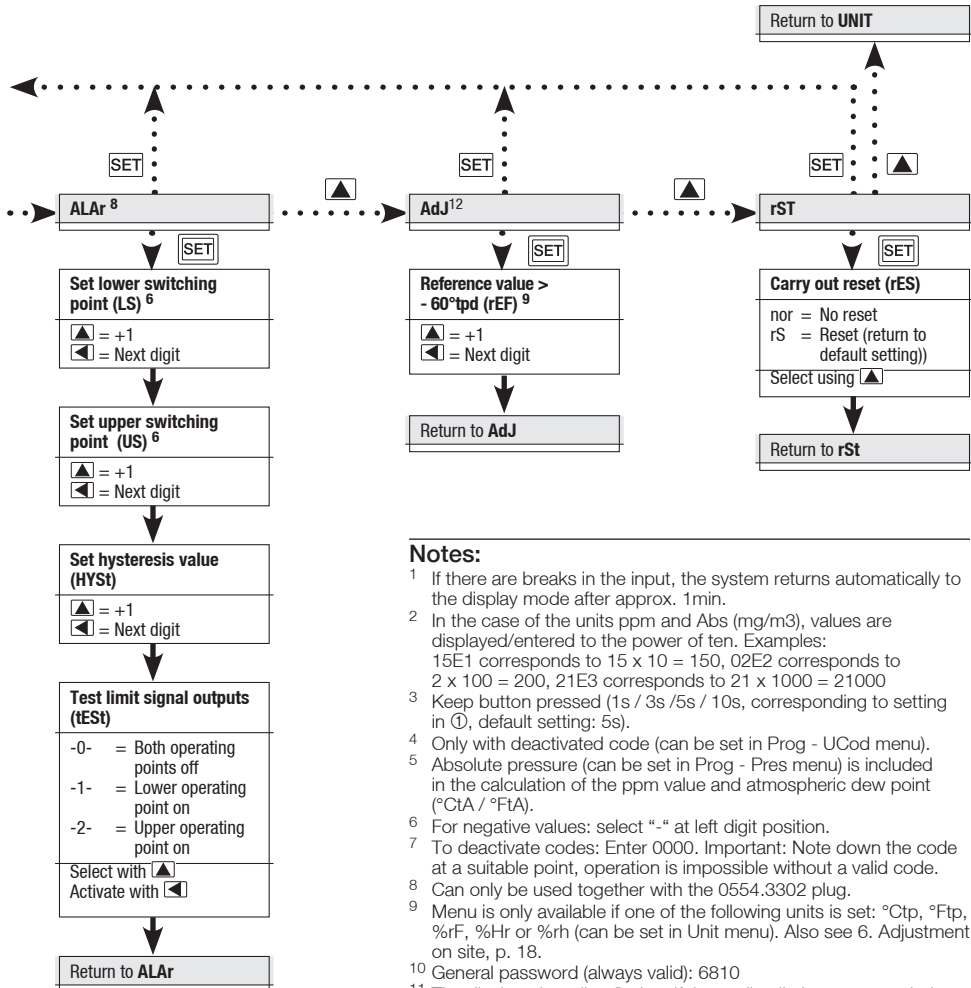 Return to UNIT
SET
SET
SET ▲
ALAr 8
▲
AdJ12
▲
rST
SET
Set lower switching
point (LS) 6
▲ = +1
◄ = Next digit
Set upper switching
point (US) 6
▲ = +1
◄ = Next digit
Set hysteresis value
(HYSt)
▲ = +1
◄ = Next digit
Test limit signal outputs
(tESt)
-0- = Both operating
points off
-1- = Lower operating
point on
-2- = Upper operating
point on
Select with ▲
Activate with ◄
Return to ALAr
SET
Reference value >
- 60°tpd (rEF) 9
▲ = +1
◄ = Next digit
Return to AdJ
SET
Carry out reset (rES)
nor = No reset
rS = Reset (return to
default setting))
Select using ▲
Return to rSt
Notes:
1 If there are breaks in the input, the system returns automatically to
the display mode after approx. 1min.
2 In the case of the units ppm and Abs (mg/m3), values are
displayed/entered to the power of ten. Examples:
15E1 corresponds to 15 x 10 = 150, 02E2 corresponds to
2 x 100 = 200, 21E3 corresponds to 21 x 1000 = 21000
3 Keep button pressed (1s / 3s /5s / 10s, corresponding to setting
in ①, default setting: 5s).
4 Only with deactivated code (can be set in Prog - UCod menu).
5 Absolute pressure (can be set in Prog - Pres menu) is included
in the calculation of the ppm value and atmospheric dew point
(°CtA / °FtA).
6 For negative values: select “-“ at left digit position.
7 To deactivate codes: Enter 0000. Important: Note down the code
at a suitable point, operation is impossible without a valid code.
8 Can only be used together with the 0554.3302 plug.
9 Menu is only available if one of the following units is set: °Ctp, °Ftp,
%rF, %Hr or %rh (can be set in Unit menu). Also see 6. Adjustment
on site, p. 18.
10 General password (always valid): 6810